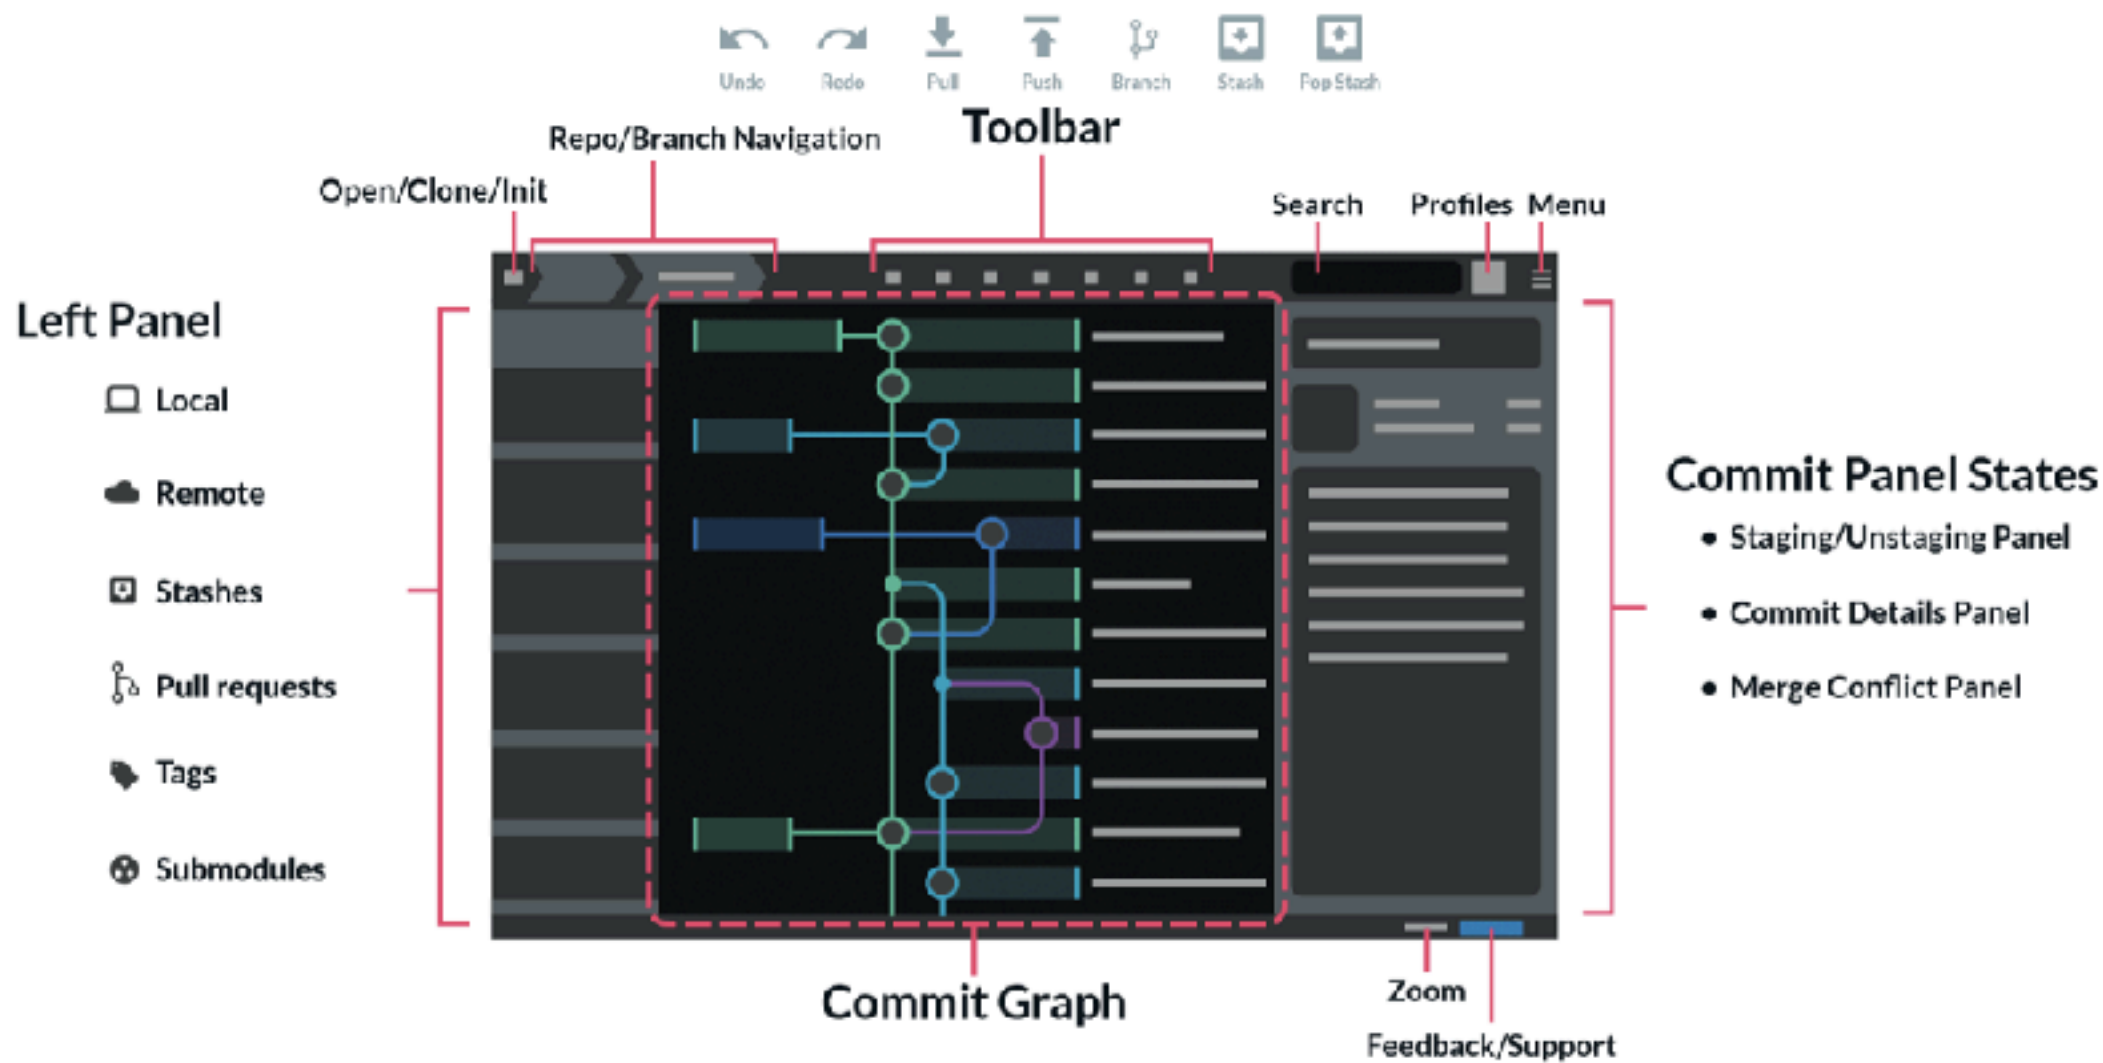 Undo Redo Pull Push Branch Stash Pop Stash
Toolbar
Repo/Branch Navigation
Open/Clone/Init
Search Profiles Menu
Left Panel
Local
Remote
Stashes
Pull requests
Tags
Submodules
Commit Panel States
• Staging/Unstaging Panel
• Commit Details Panel
• Merge Conflict Panel
Commit Graph
Zoom
Feedback/Support